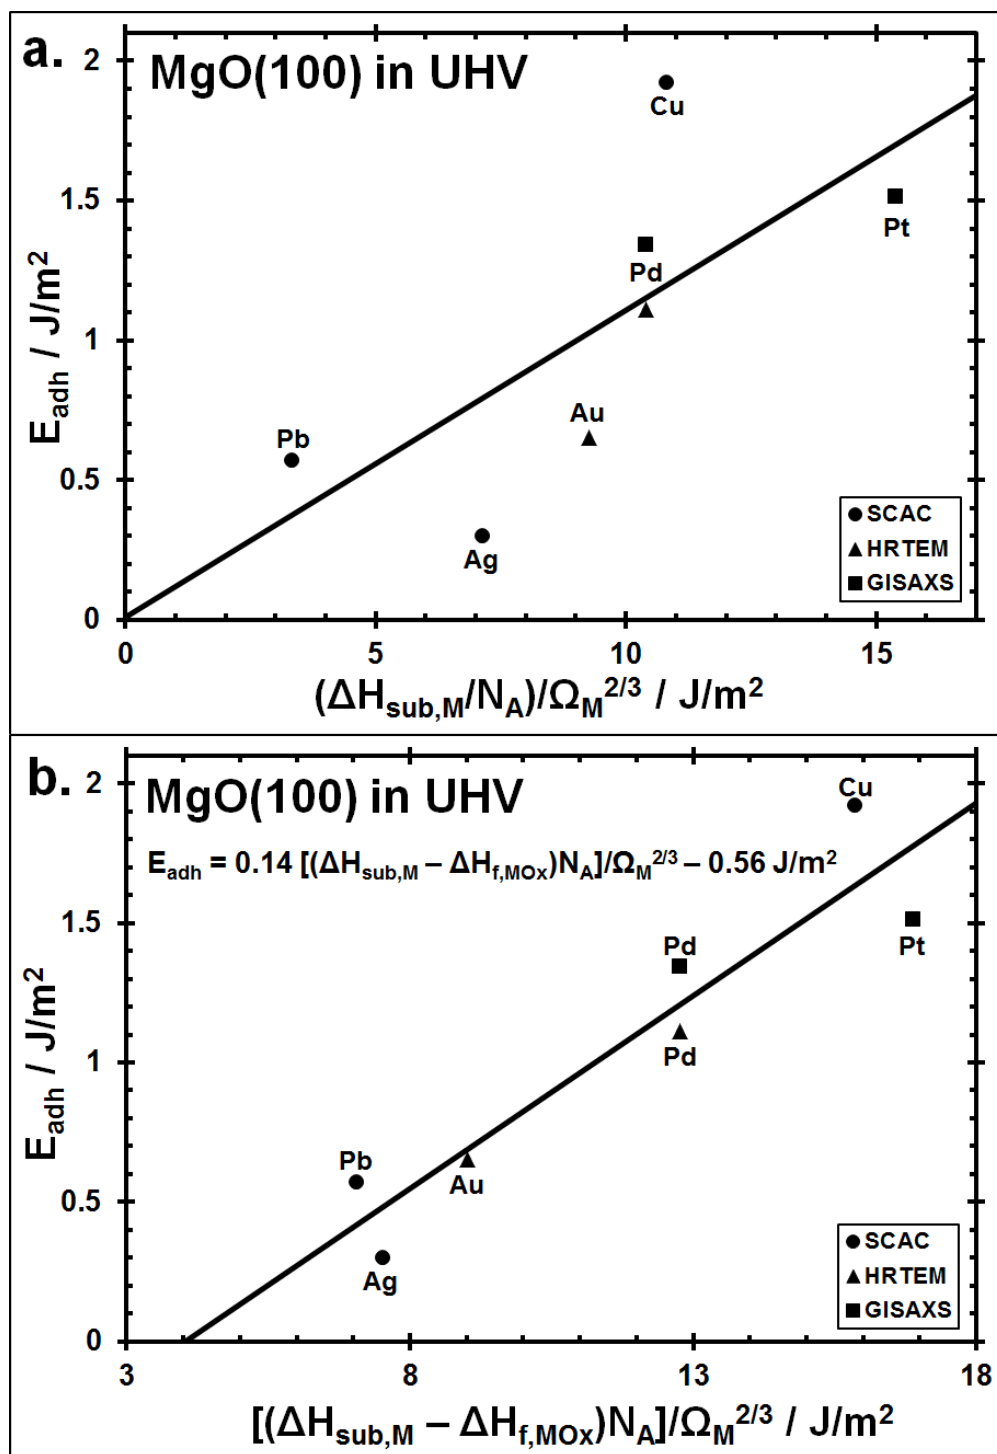 a.
MgO(100) in UHV
2
1.5
1
0.5
0
E_adh / J/m²
Cu
Pt
Pd
Au
Pb
Ag
● SCAC
▲ HRTEM
■ GISAXS
0 5 10 15
(ΔH_sub,M/N_A)/Ω_M^2/3 / J/m²
b.
MgO(100) in UHV
E_adh = 0.14 [(ΔH_sub,M – ΔH_f,MOx)N_A]/Ω_M^2/3 – 0.56 J/m²
2
1.5
1
0.5
0
E_adh / J/m²
Cu
Pt
Pd
Pd
Pb
Au
Ag
● SCAC
▲ HRTEM
■ GISAXS
3 8 13 18
[(ΔH_sub,M – ΔH_f,MOx)N_A]/Ω_M^2/3 / J/m²